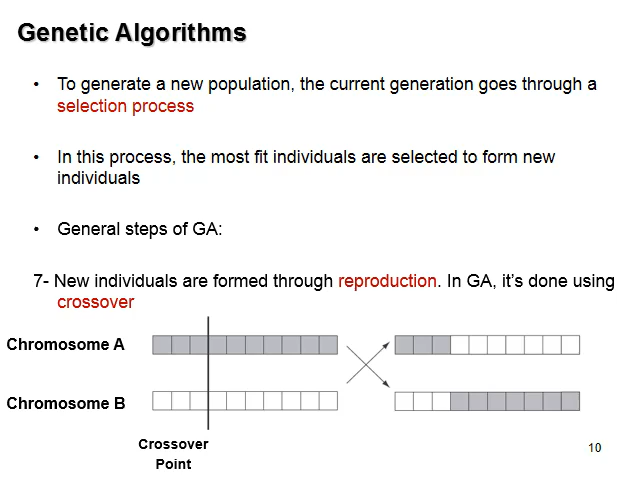 Genetic Algorithms
• To generate a new population, the current generation goes through a
selection process
• In this process, the most fit individuals are selected to form new
individuals
• General steps of GA:
7- New individuals are formed through reproduction. In GA, it’s done using
crossover
Chromosome A
Chromosome B
Crossover
Point
10